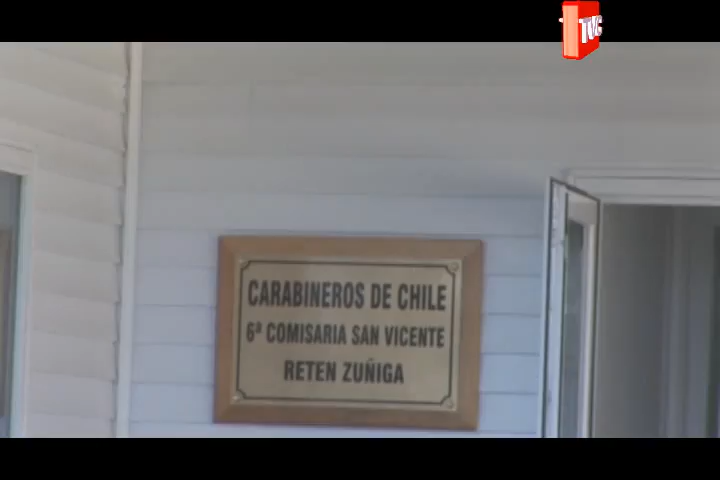 TVC
CARABINEROS DE CHILE
6ª COMISARIA SAN VICENTE
RETEN ZUÑIGA